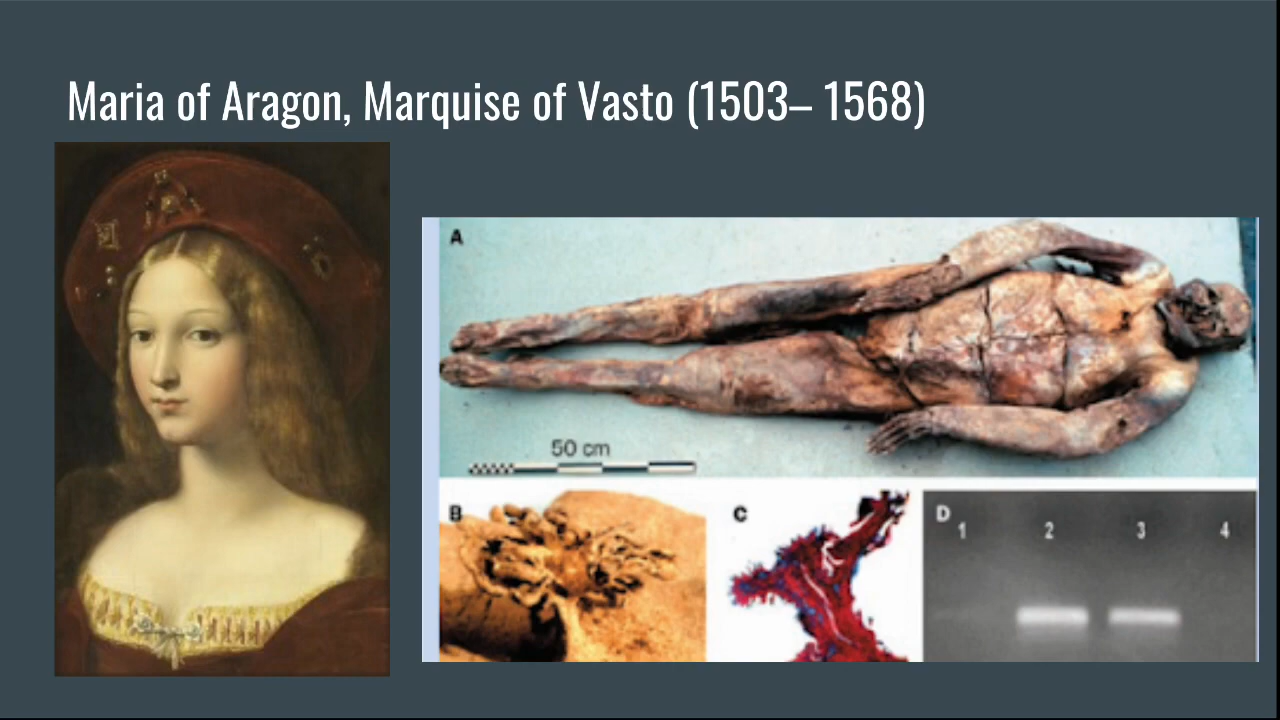 Maria of Aragon, Marquise of Vasto (1503– 1568)
A
50 cm
B
C
D
1
2
3
4